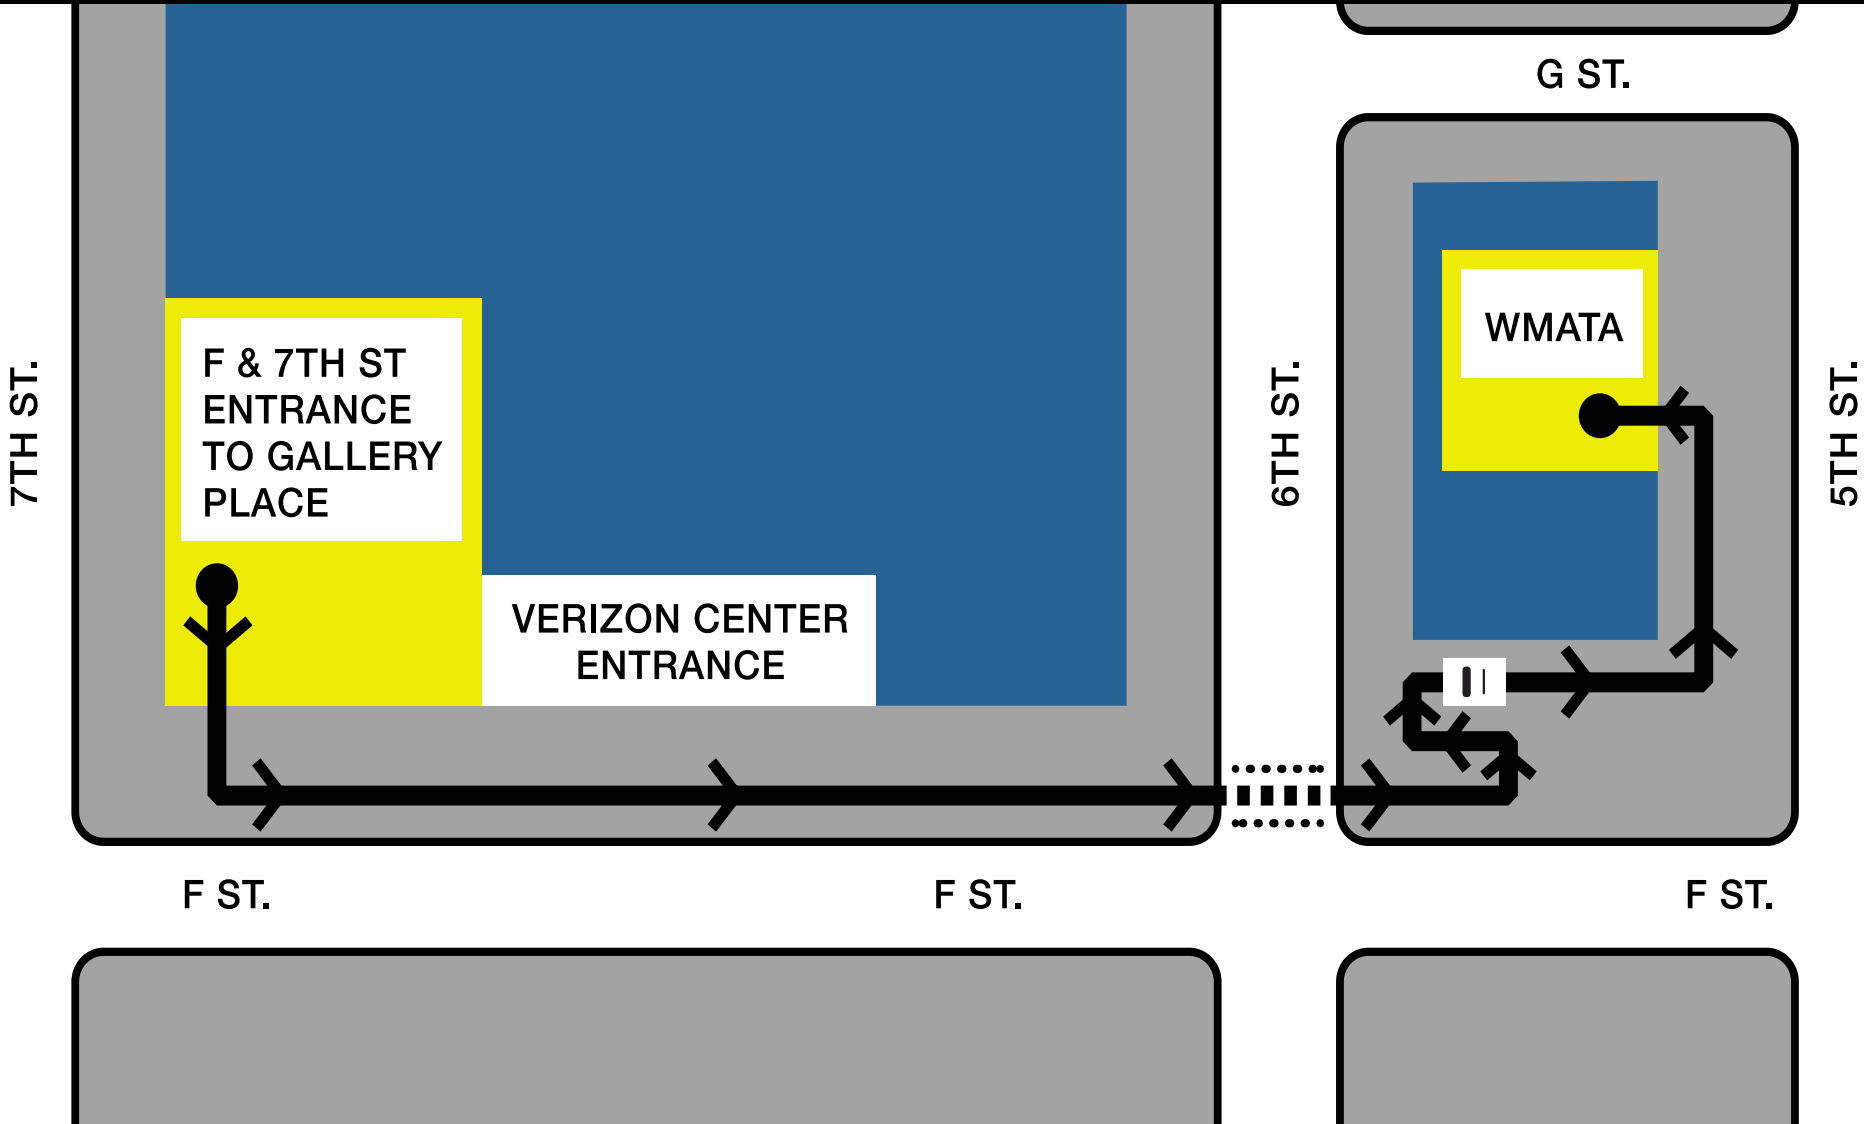 G ST.
7TH ST.
F & 7TH ST
ENTRANCE
TO GALLERY
PLACE
VERIZON CENTER
ENTRANCE
6TH ST.
WMATA
5TH ST.
F ST.
F ST.
F ST.